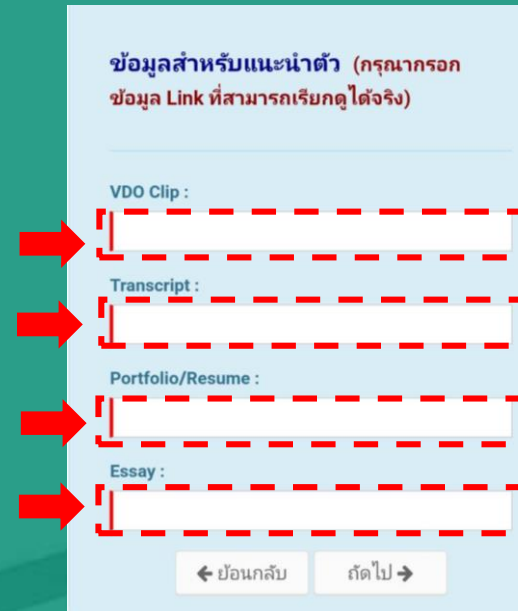 ข้อมูลสำหรับแนะนำตัว (กรุณากรอก
ข้อมูล Link ที่สามารถเรียกดูได้จริง)
VDO Clip :
Transcript :
Portfolio/Resume :
Essay :
← ย้อนกลับ ถัดไป →